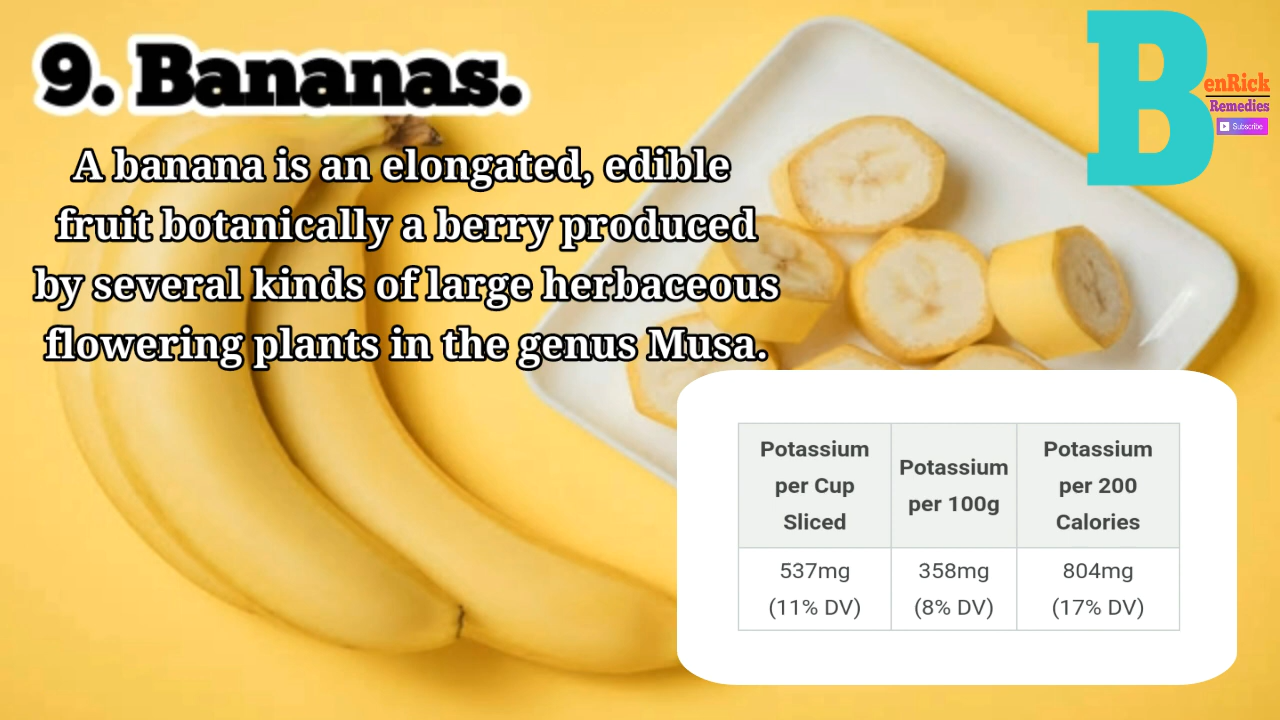 9. Bananas.
A banana is an elongated, edible
fruit botanically a berry produced
by several kinds of large herbaceous
flowering plants in the genus Musa.
BenRick
Remedies
Subscribe
Potassium per Cup Sliced
Potassium per 100g
Potassium per 200 Calories
537mg (11% DV)
358mg (8% DV)
804mg (17% DV)